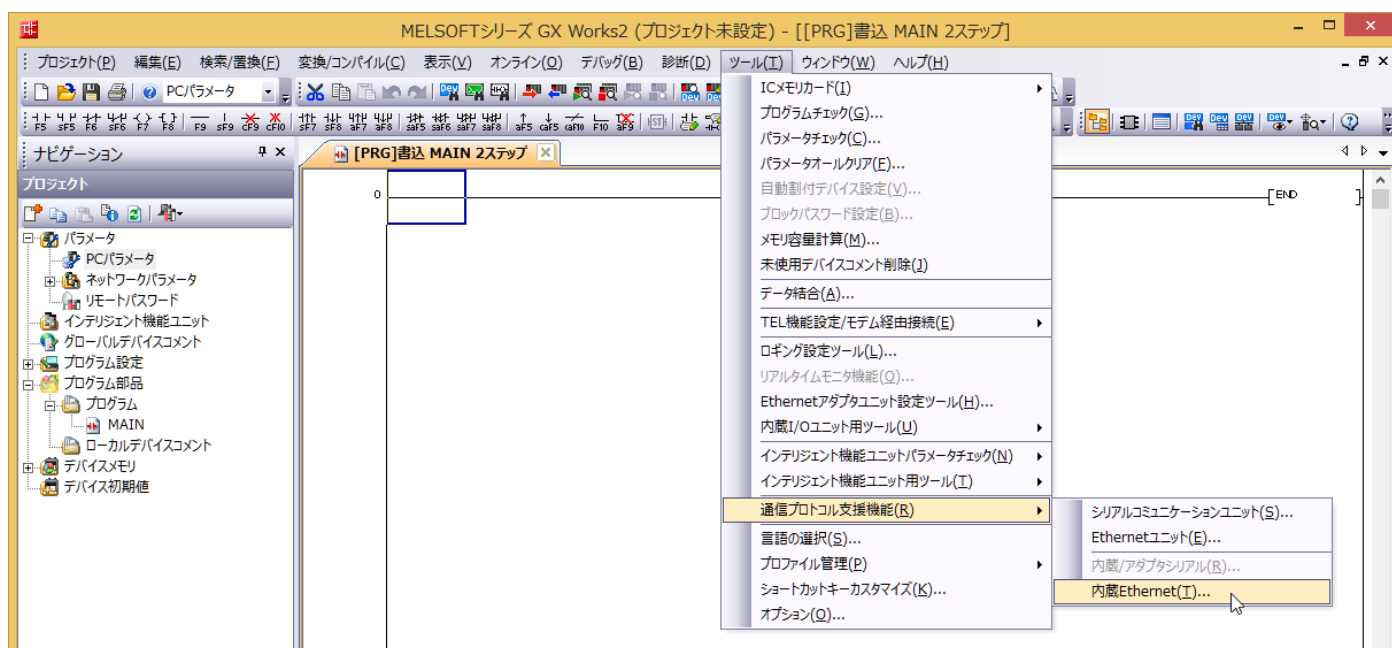 MELSOFTシリーズ GX Works2 (プロジェクト未設定) - [[PRG]書込 MAIN 2ステップ]
プロジェクト(P) 編集(E) 検索/置換(F) 変換/コンパイル(C) 表示(V) オンライン(O) デバッグ(B) 診断(D) ツール(T) ウィンドウ(W) ヘルプ(H)
PCパラメータ
F5 sF5 F6 sF6 F7 F8 F9 sF9 cF9 cF10 sF7 sF8 aF7 aF8 saF5 saF6 saF7 saF8 aF5 caF5 caF10 F10 aF9
ナビゲーション
[PRG]書込 MAIN 2ステップ
プロジェクト
パラメータ
PCパラメータ
ネットワークパラメータ
リモートパスワード
インテリジェント機能ユニット
グローバルデバイスコメント
プログラム設定
プログラム部品
プログラム
MAIN
ローカルデバイスコメント
デバイスメモリ
デバイス初期値
0
END
ICメモリカード(I)
プログラムチェック(G)...
パラメータチェック(C)...
パラメータオールクリア(F)...
自動割付デバイス設定(V)...
ブロックパスワード設定(B)...
メモリ容量計算(M)...
未使用デバイスコメント削除(J)
データ結合(A)...
TEL機能設定/モデム経由接続(E)
ロギング設定ツール(L)...
リアルタイムモニタ機能(Q)...
Ethernetアダプタユニット設定ツール(H)...
内蔵I/Oユニット用ツール(U)
インテリジェント機能ユニットパラメータチェック(N)
インテリジェント機能ユニット用ツール(T)
通信プロトコル支援機能(R)
言語の選択(S)...
プロファイル管理(P)
ショートカットキーカスタマイズ(K)...
オプション(O)...
シリアルコミュニケーションユニット(S)...
Ethernetユニット(E)...
内蔵/アダプタシリアル(R)...
内蔵Ethernet(T)...